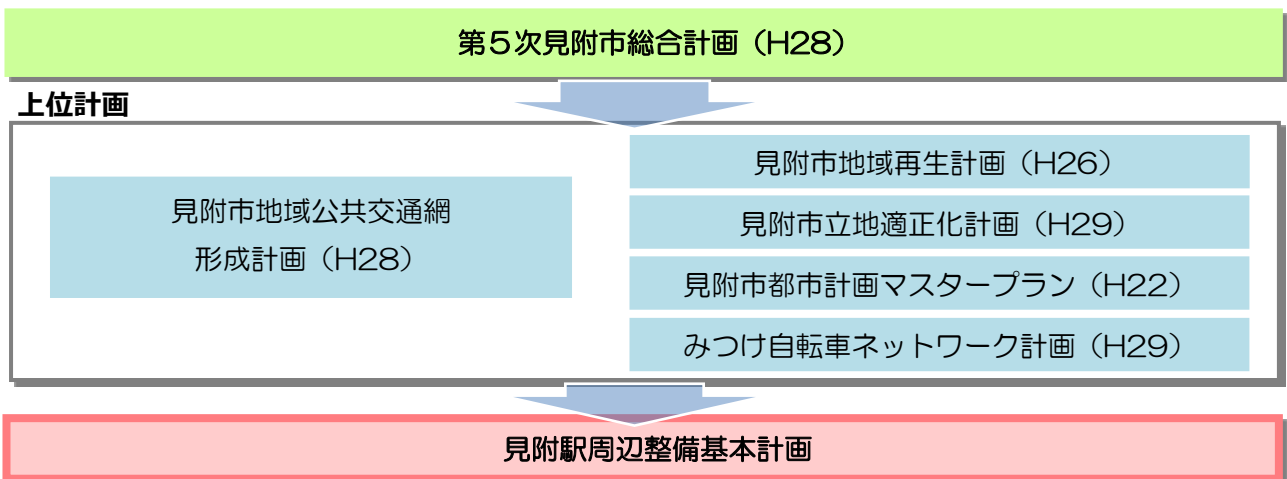 第５次見附市総合計画（H28）
上位計画
見附市地域公共交通網
形成計画（H28）
見附市地域再生計画（H26）
見附市立地適正化計画（H29）
見附市都市計画マスタープラン（H22）
みつけ自転車ネットワーク計画（H29）
見附駅周辺整備基本計画